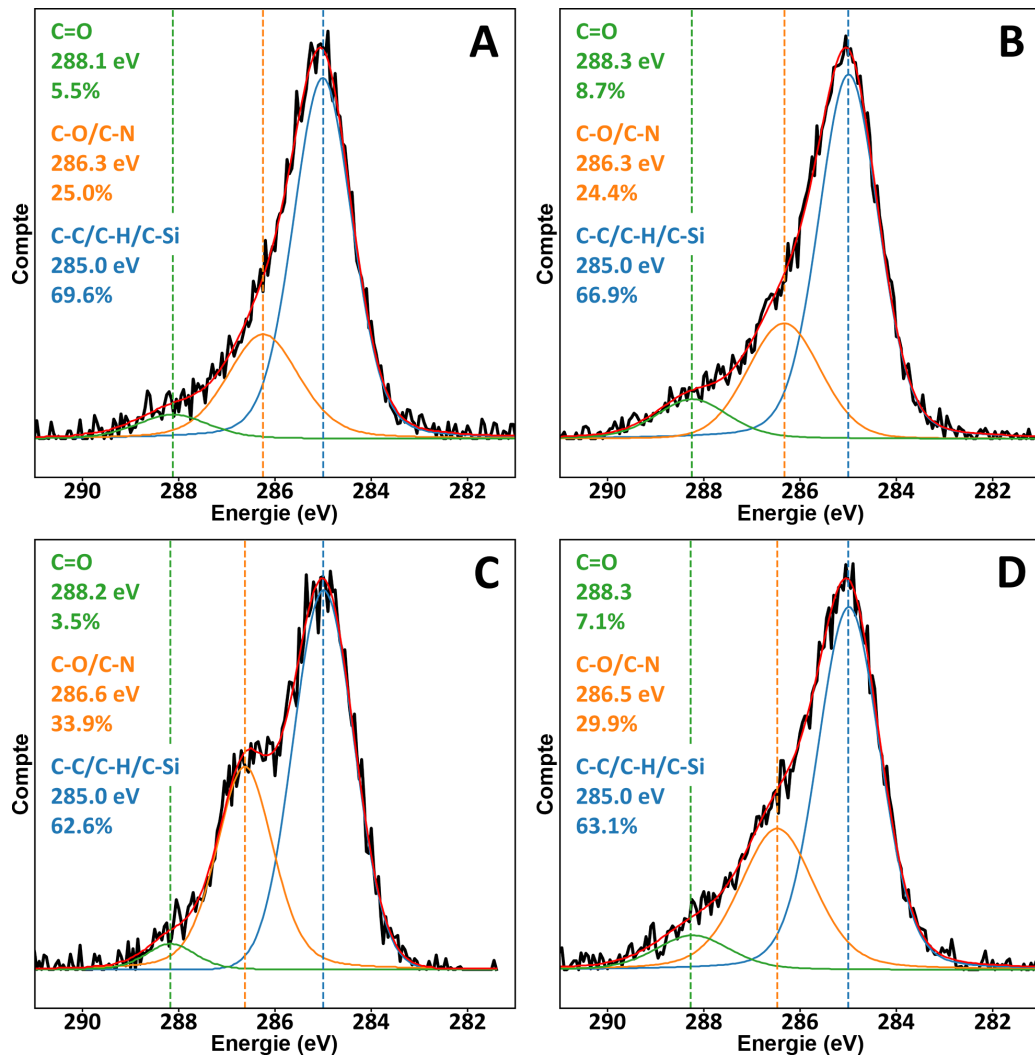 A
C=O
288.1 eV
5.5%
C-O/C-N
286.3 eV
25.0%
C-C/C-H/C-Si
285.0 eV
69.6%
Compte
290 288 286 284 282
Energie (eV)
B
C=O
288.3 eV
8.7%
C-O/C-N
286.3 eV
24.4%
C-C/C-H/C-Si
285.0 eV
66.9%
Compte
290 288 286 284 282
Energie (eV)
C
C=O
288.2 eV
3.5%
C-O/C-N
286.6 eV
33.9%
C-C/C-H/C-Si
285.0 eV
62.6%
Compte
290 288 286 284 282
Energie (eV)
D
C=O
288.3
7.1%
C-O/C-N
286.5 eV
29.9%
C-C/C-H/C-Si
285.0 eV
63.1%
Compte
290 288 286 284 282
Energie (eV)